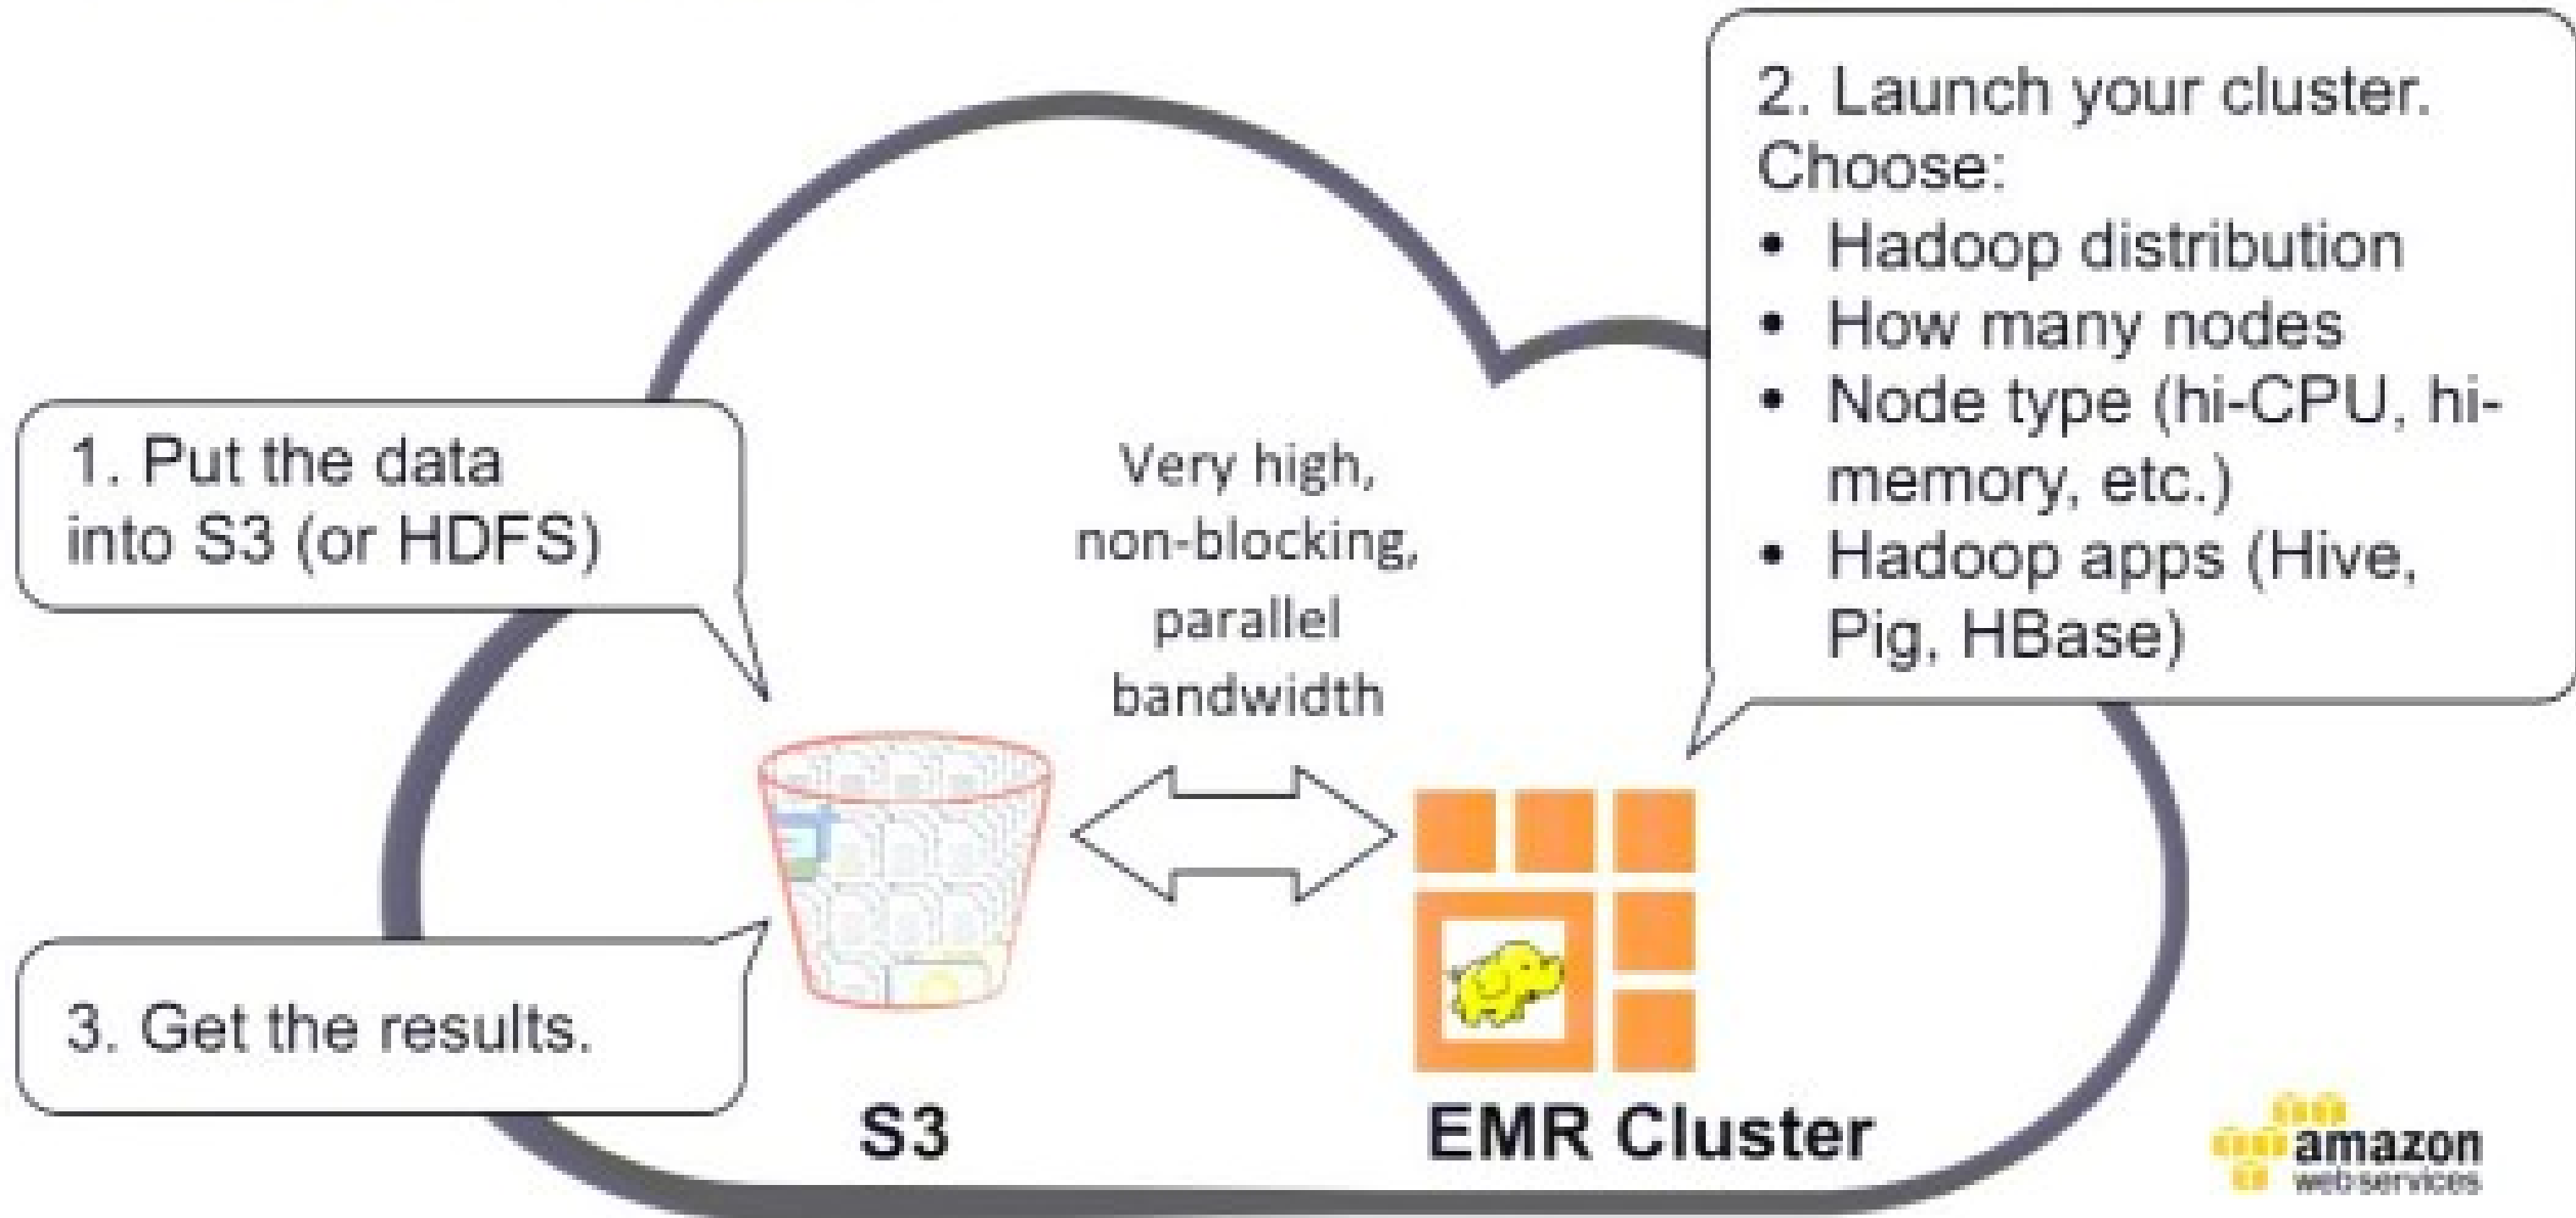 1. Put the data
into S3 (or HDFS)
Very high,
non-blocking,
parallel
bandwidth
2. Launch your cluster.
Choose:
• Hadoop distribution
• How many nodes
• Node type (hi-CPU, hi-
memory, etc.)
• Hadoop apps (Hive,
Pig, HBase)
3. Get the results.
S3
EMR Cluster
amazon
webservices